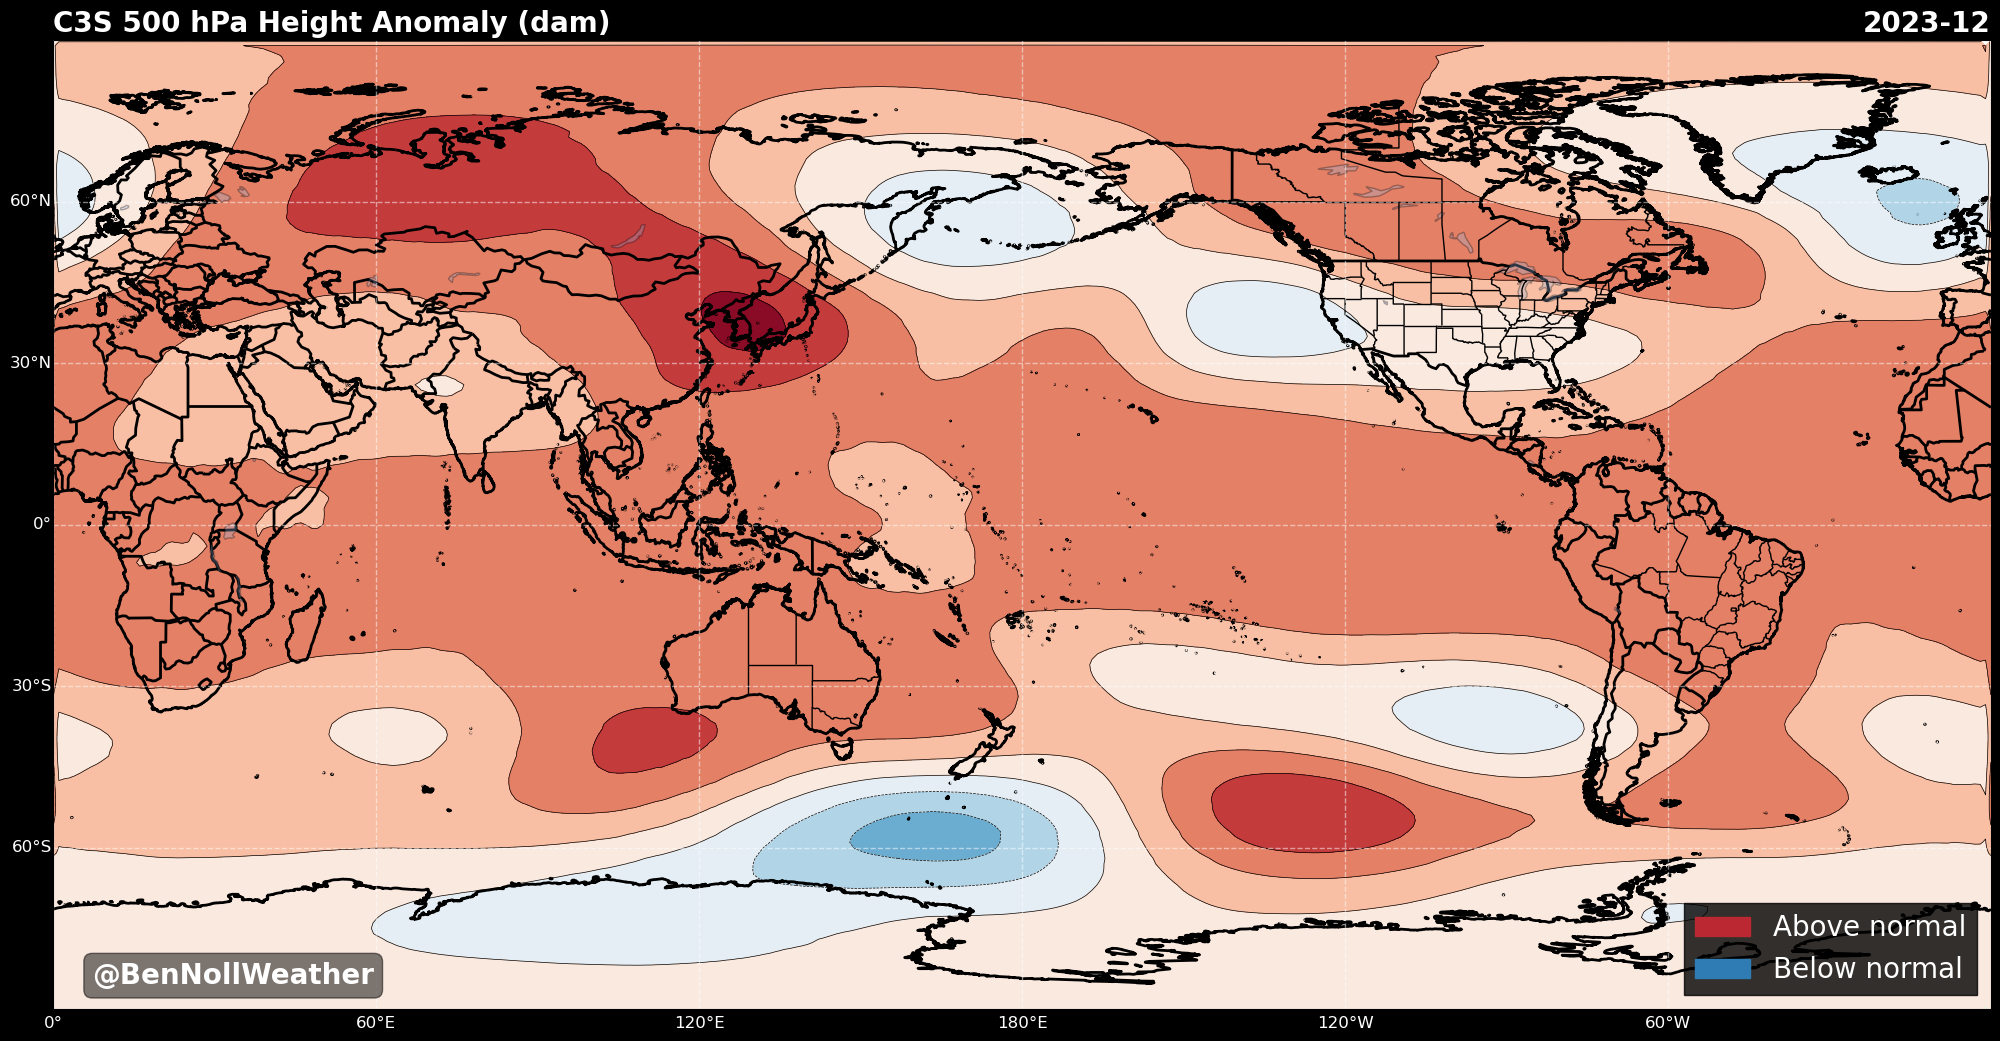 C3S 500 hPa Height Anomaly (dam)
2023-12
60°N
30°N
0°
30°S
60°S
Above normal
Below normal
@BenNollWeather
0°
60°E
120°E
180°E
120°W
60°W